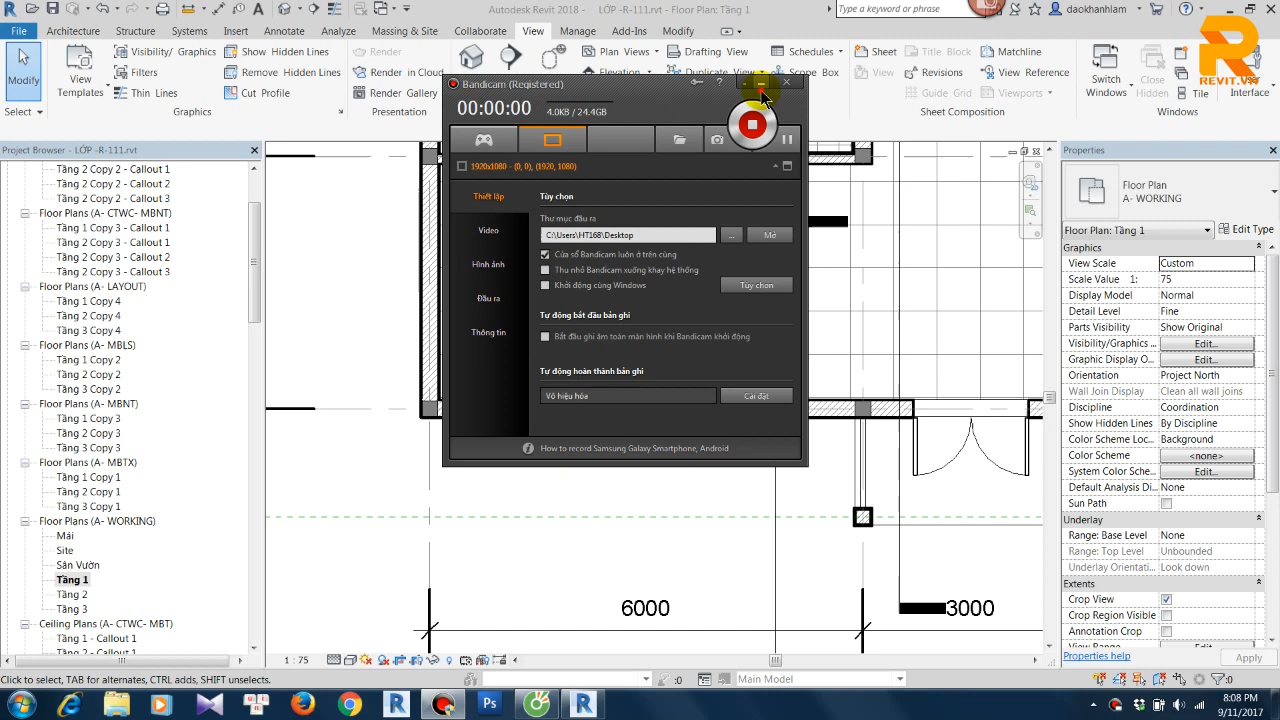 Autodesk Revit 2018 - LỚP -R-111.rvt - Floor Plan: Tầng 1
Type a keyword or phrase
daokhanhlam
File Architecture Structure Systems Insert Annotate Analyze Massing & Site Collaborate View Manage Add-Ins Modify
Modify
View
Templates
Visibility/ Graphics
Filters
Thin Lines
Show Hidden Lines
Remove Hidden Lines
Cut Profile
Render
Render in Cloud
Render Gallery
Plan Views
Elevation
Drafting View
Duplicate View
Schedules
Scope Box
Sheet
View
Title Block
Revisions
Guide Grid
Matchline
View Reference
Switch
Windows
User
Interface
REVIT.VN
Select
Graphics
Sheet Composition
Project Browser - LỚP -R-111.rvt
Tầng 2 Copy 2 - Callout 1
Tầng 2 Copy 2 - Callout 2
Tầng 2 Copy 2 - Callout 3
Floor Plans (A- CTWC- MBNT)
Tầng 2 Copy 3 - Callout 1
Tầng 2 Copy 3 - Callout 2
Tầng 2 Copy 3 - Callout 3
Floor Plans (A- LAYOUT)
Tầng 1 Copy 4
Tầng 2 Copy 4
Tầng 3 Copy 4
Floor Plans (A- MBLS)
Tầng 1 Copy 2
Tầng 2 Copy 2
Tầng 3 Copy 2
Floor Plans (A- MBNT)
Tầng 1 Copy 3
Tầng 2 Copy 3
Tầng 3 Copy 3
Floor Plans (A- MBTX)
Tầng 1 Copy 1
Tầng 2 Copy 1
Tầng 3 Copy 1
Floor Plans (A- WORKING)
Mái
Site
Sân Vườn
Tầng 1
Tầng 2
Tầng 3
Ceiling Plans (A- CTWC- MBT)
Tầng 1 - Callout 1
Tầng 2 - Callout 1
Bandicam (Registered)
00:00:00
4.0KB / 24.4GB
1920x1080 - (0, 0), (1920, 1080)
Thiết lập
Video
Hình ảnh
Đầu ra
Thông tin
Tùy chọn
Thư mục đầu ra
C:\Users\HT168\Desktop
...
Mở
Cửa sổ Bandicam luôn ở trên cùng
Thu nhỏ Bandicam xuống khay hệ thống
Khởi động cùng Windows
Tùy chọn
Tự động bắt đầu bản ghi
Bắt đầu ghi âm toàn màn hình khi Bandicam khởi động
Tự động hoàn thành bản ghi
Vô hiệu hóa
Cài đặt
How to record Samsung Galaxy Smartphone, Android
6000
3000
Properties
Floor Plan
A- WORKING
Floor Plan: Tầng 1
Edit Type
Graphics
View Scale Custom
Scale Value 1: 75
Display Model Normal
Detail Level Fine
Parts Visibility Show Original
Visibility/Graphics ... Edit...
Graphic Display O... Edit...
Orientation Project North
Wall Join Display Clean all wall joins
Discipline Coordination
Show Hidden Lines By Discipline
Color Scheme Loc... Background
Color Scheme <none>
System Color Sche... Edit...
Default Analysis Di... None
Sun Path
Underlay
Range: Base Level None
Range: Top Level Unbounded
Underlay Orientati... Look down
Extents
Crop View
Crop Region Visible
Annotation Crop
Properties help
Apply
1 : 75
Click to select, TAB for alternates, CTRL adds, SHIFT unselects.
:0
Main Model
:0
8:08 PM
9/11/2017